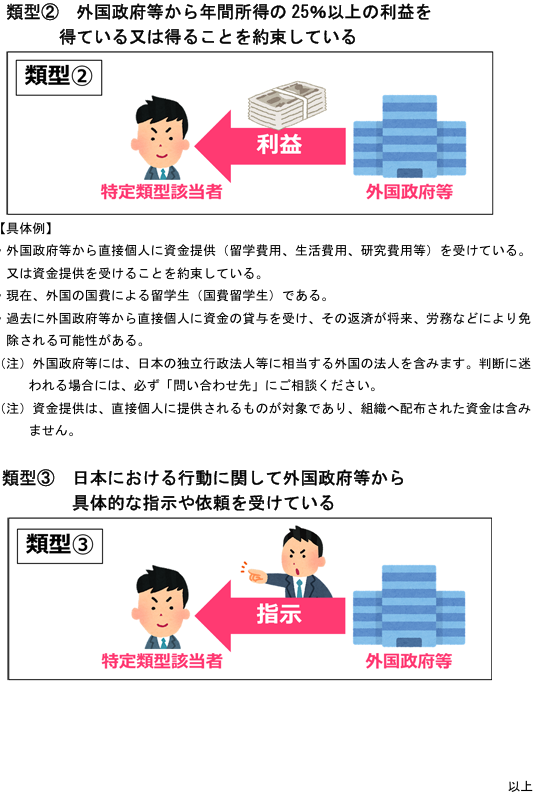 類型② 外国政府等から年間所得の25%以上の利益を
得ている又は得ることを約束している
類型②
利益
特定類型該当者
外国政府等
【具体例】
・外国政府等から直接個人に資金提供（留学費用、生活費用、研究費用等）を受けている。
又は資金提供を受けることを約束している。
・現在、外国の国費による留学生（国費留学生）である。
・過去に外国政府等から直接個人に資金の貸与を受け、その返済が将来、労務などにより免
除される可能性がある。
（注）外国政府等には、日本の独立行政法人等に相当する外国の法人を含みます。判断に迷
われる場合には、必ず「問い合わせ先」にご相談ください。
（注）資金提供は、直接個人に提供されるものが対象であり、組織へ配布された資金は含み
ません。
類型③ 日本における行動に関して外国政府等から
具体的な指示や依頼を受けている
類型③
指示
特定類型該当者
外国政府等
以上